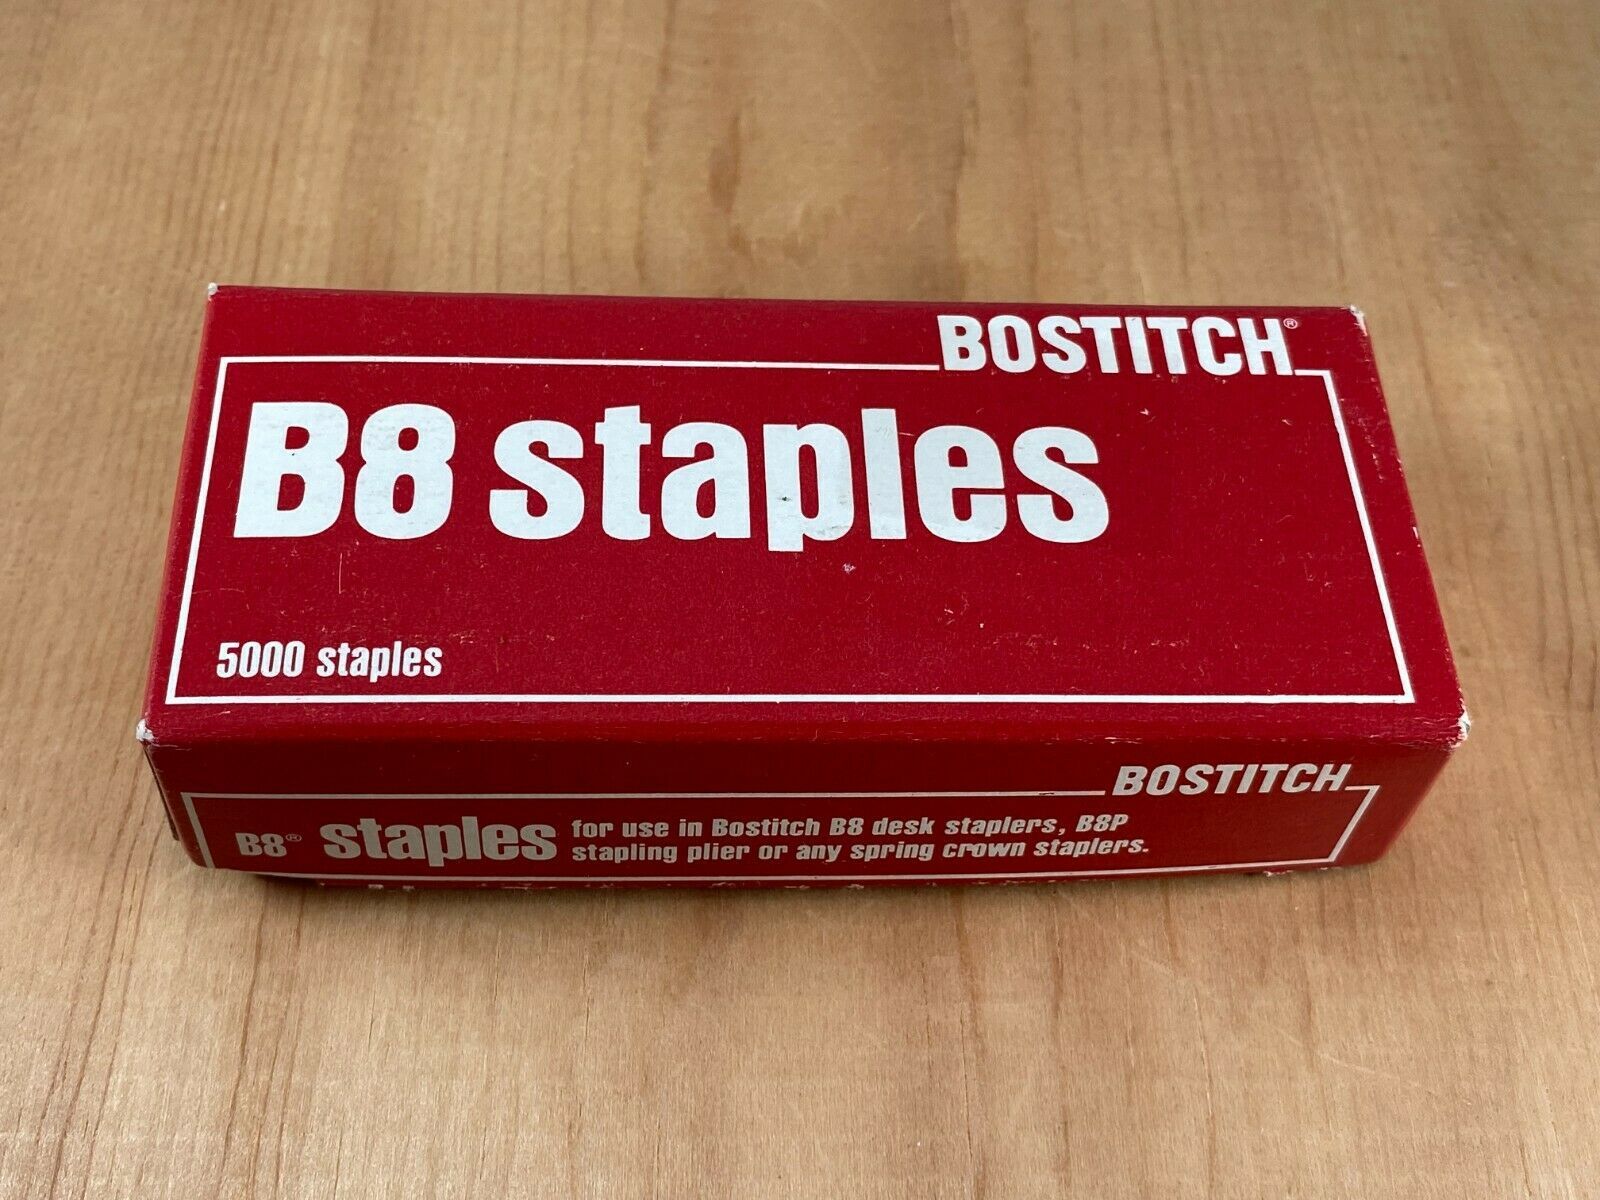 BOSTITCH®
B8 staples
5000 staples
BOSTITCH
B8® staples for use in Bostitch B8 desk staplers, B8P
stapling plier or any spring crown staplers.